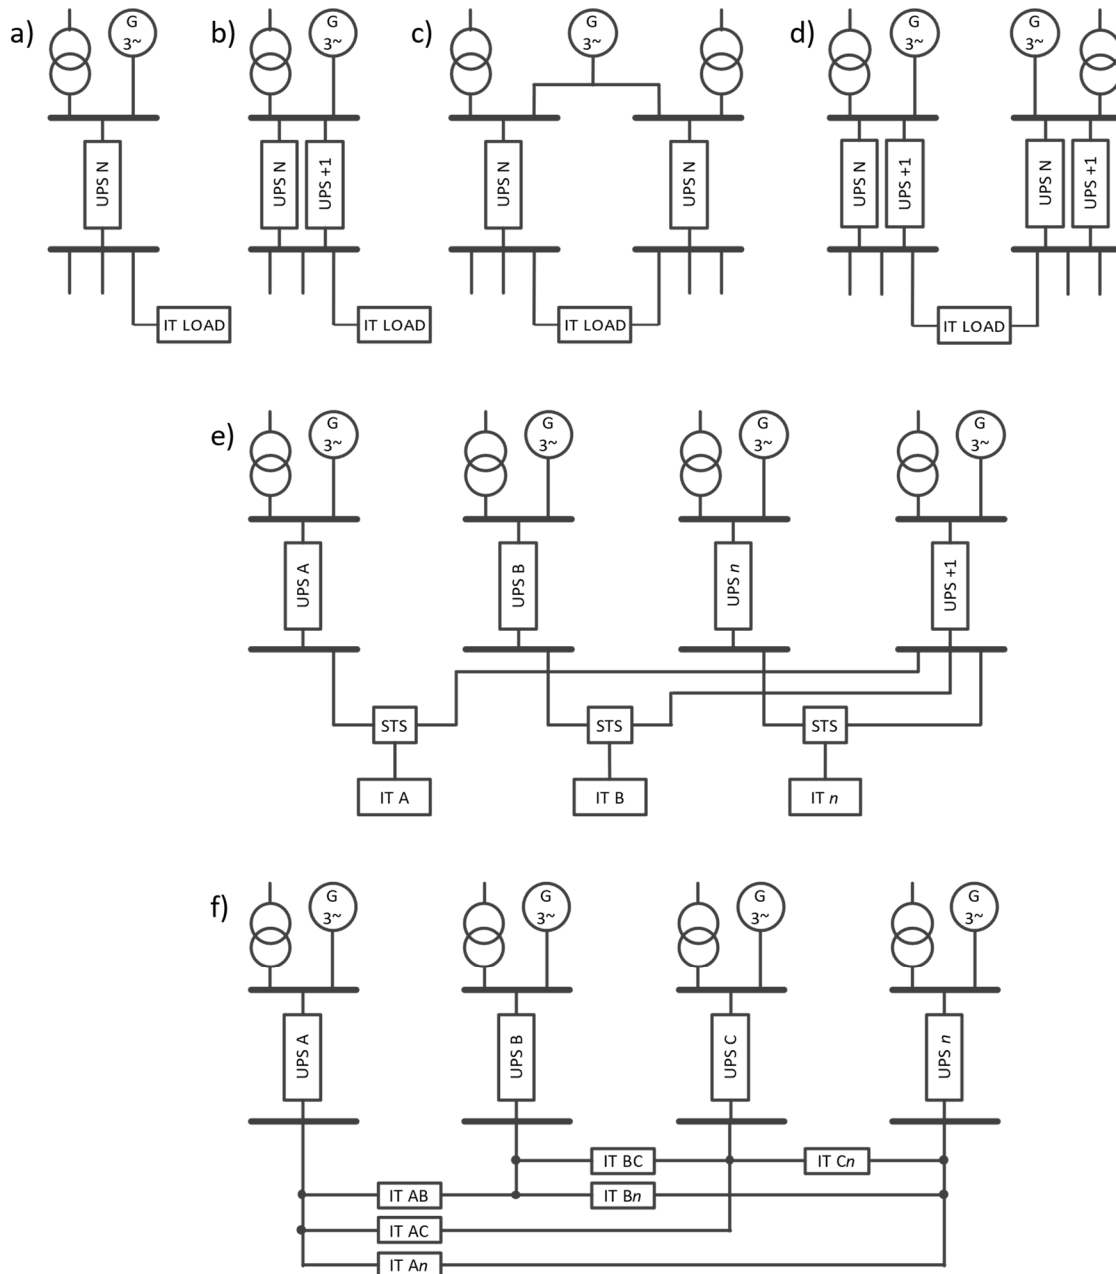 a)
G
3~
UPS N
IT LOAD
b)
G
3~
UPS N
UPS +1
IT LOAD
c)
G
3~
UPS N
UPS N
IT LOAD
d)
G
3~
G
3~
UPS N
UPS +1
UPS N
UPS +1
IT LOAD
e)
G
3~
G
3~
G
3~
G
3~
UPS A
UPS B
UPS n
UPS +1
STS
STS
STS
IT A
IT B
IT n
f)
G
3~
G
3~
G
3~
G
3~
UPS A
UPS B
UPS C
UPS n
IT BC
IT Cn
IT AB
IT Bn
IT AC
IT An